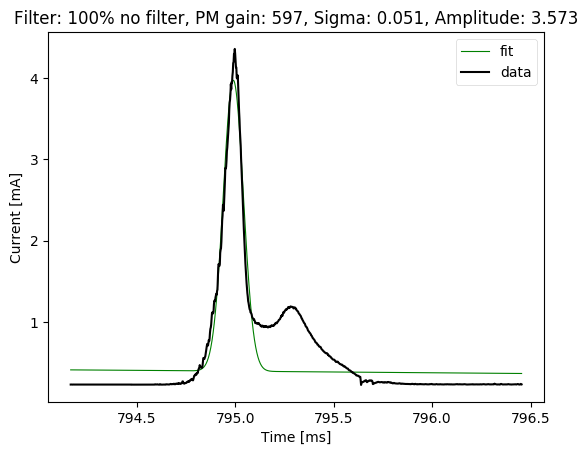 Filter: 100% no filter, PM gain: 597, Sigma: 0.051, Amplitude: 3.573
fit
data
4
3
2
1
Current [mA]
794.5 795.0 795.5 796.0 796.5
Time [ms]